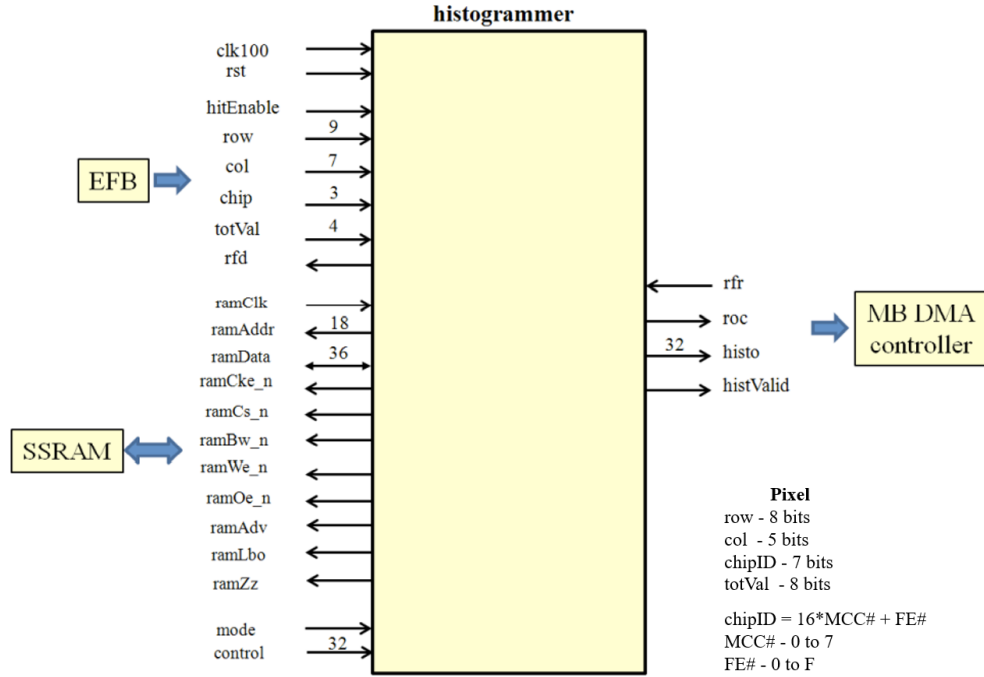 histogrammer
clk100
rst
hitEnable
row 9
col 7
chip 3
totVal 4
rfd
EFB
ramClk
ramAddr 18
ramData 36
ramCke_n
ramCs_n
ramBw_n
ramWe_n
ramOe_n
ramAdv
ramLbo
ramZz
SSRAM
mode
control 32
rfr
roc
32 histo
histValid
MB DMA
controller
Pixel
row - 8 bits
col - 5 bits
chipID - 7 bits
totVal - 8 bits
chipID = 16*MCC# + FE#
MCC# - 0 to 7
FE# - 0 to F